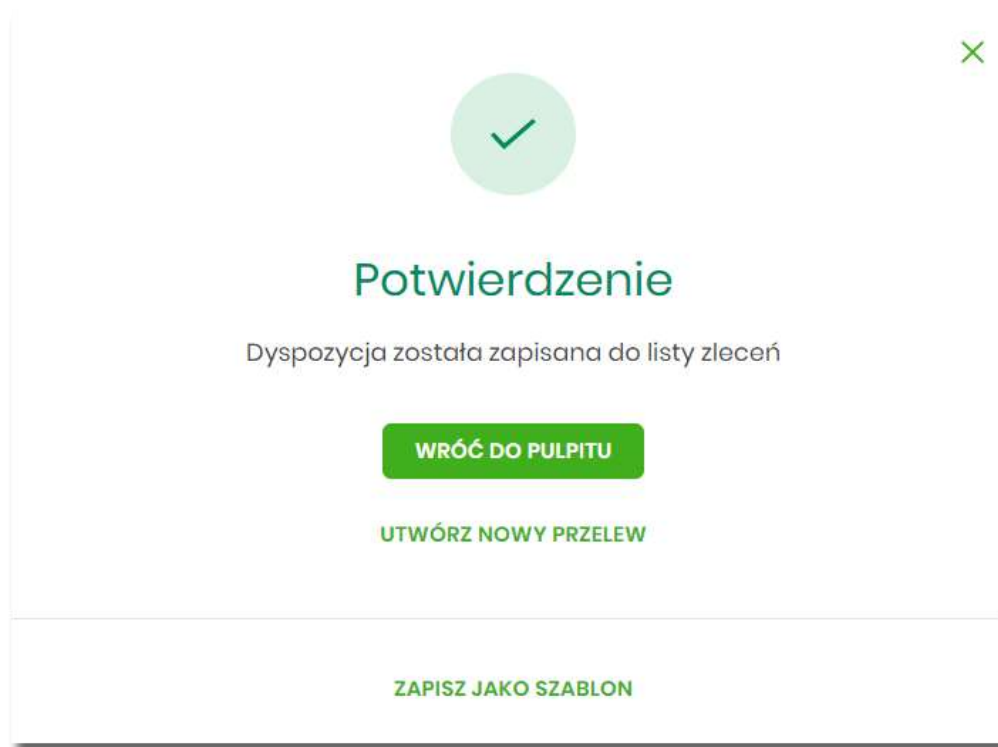 Potwierdzenie
Dyspozycja została zapisana do listy zleceń
WRÓĆ DO PULPITU
UTWÓRZ NOWY PRZELEW
ZAPISZ JAKO SZABLON